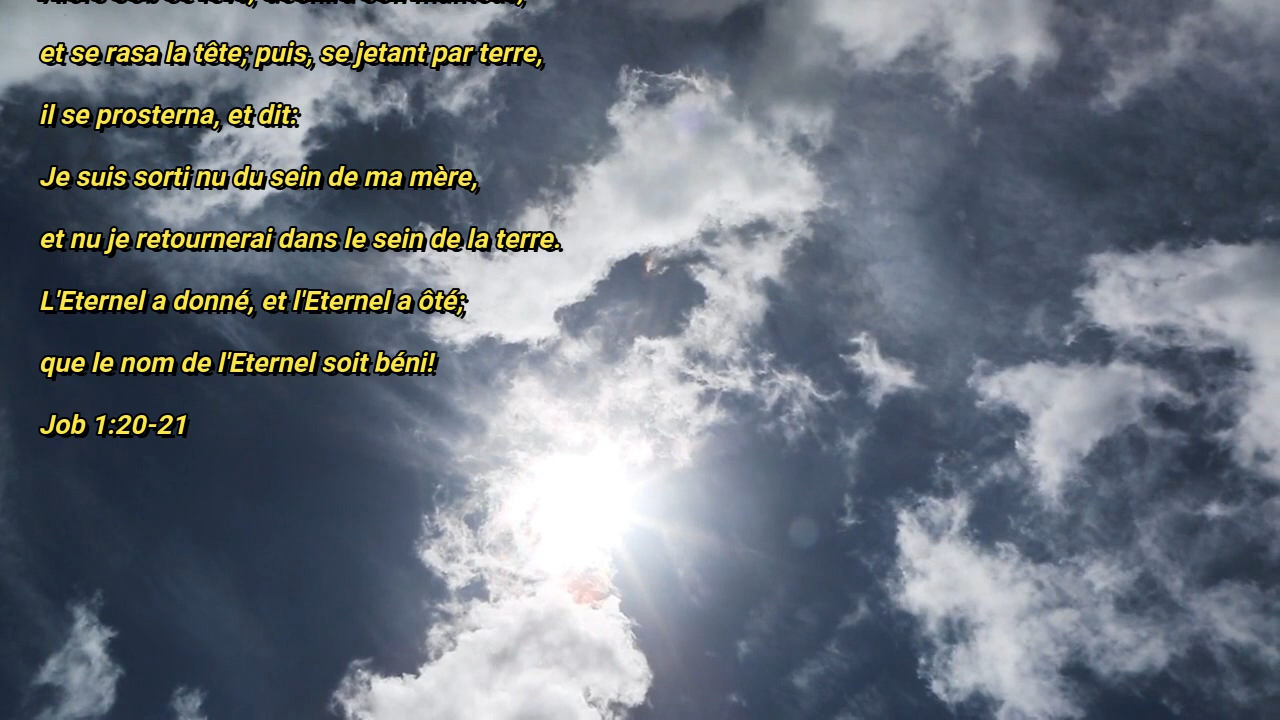 et se rasa la tête; puis, se jetant par terre,
il se prosterna, et dit:
Je suis sorti nu du sein de ma mère,
et nu je retournerai dans le sein de la terre.
L'Eternel a donné, et l'Eternel a ôté;
que le nom de l'Eternel soit béni!
Job 1:20-21